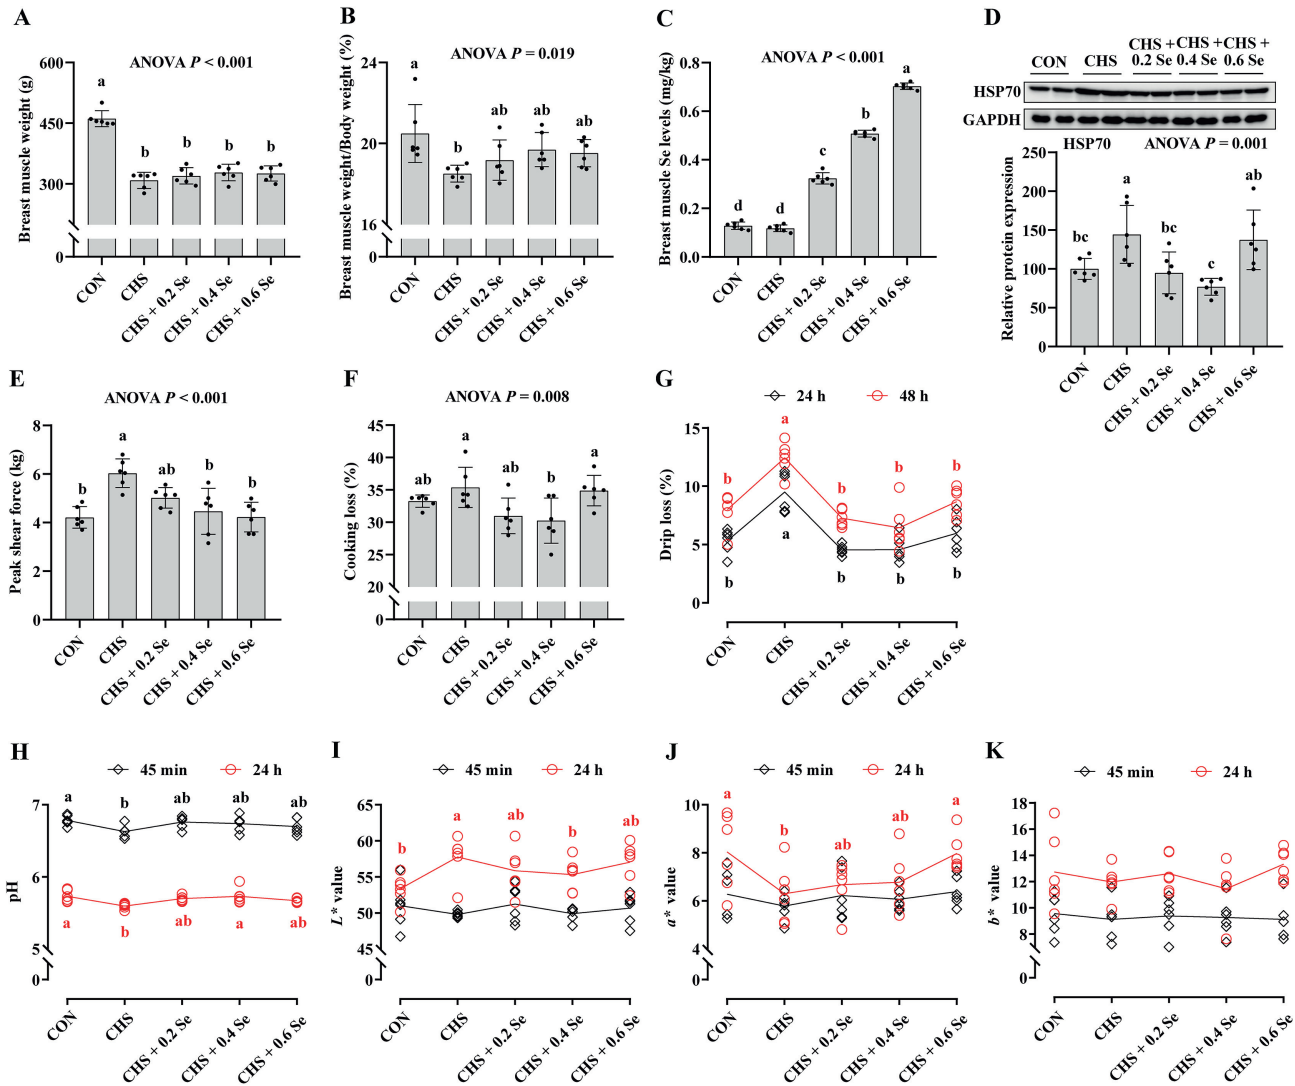 A
ANOVA P < 0.001
Breast muscle weight (g)
600
450
300
0
a
b
b
b
b
CON
CHS
CHS + 0.2 Se
CHS + 0.4 Se
CHS + 0.6 Se
B
ANOVA P = 0.019
Breast muscle weight/Body weight (%)
24
20
16
0
a
b
ab
ab
ab
CON
CHS
CHS + 0.2 Se
CHS + 0.4 Se
CHS + 0.6 Se
C
ANOVA P < 0.001
Breast muscle Se levels (mg/kg)
0.8
0.6
0.4
0.2
0.0
d
d
c
b
a
CON
CHS
CHS + 0.2 Se
CHS + 0.4 Se
CHS + 0.6 Se
D
CHS + CHS + CHS +
CON CHS 0.2 Se 0.4 Se 0.6 Se
HSP70
GAPDH
HSP70 ANOVA P = 0.001
Relative protein expression
250
200
150
100
50
0
bc
a
bc
c
ab
CON
CHS
CHS + 0.2 Se
CHS + 0.4 Se
CHS + 0.6 Se
E
ANOVA P < 0.001
Peak shear force (kg)
8
6
4
2
0
b
a
ab
b
b
CON
CHS
CHS + 0.2 Se
CHS + 0.4 Se
CHS + 0.6 Se
F
ANOVA P = 0.008
Cooking loss (%)
45
40
35
30
25
20
0
ab
a
ab
b
a
CON
CHS
CHS + 0.2 Se
CHS + 0.4 Se
CHS + 0.6 Se
G
24 h 48 h
Drip loss (%)
15
10
5
0
b
a
b
b
b
b
a
b
b
b
CON
CHS
CHS + 0.2 Se
CHS + 0.4 Se
CHS + 0.6 Se
H
45 min 24 h
pH
7
6
5
0
a
b
ab
ab
ab
a
b
ab
a
ab
CON
CHS
CHS + 0.2 Se
CHS + 0.4 Se
CHS + 0.6 Se
I
45 min 24 h
L* value
65
60
55
50
45
0
b
a
ab
b
ab
CON
CHS
CHS + 0.2 Se
CHS + 0.4 Se
CHS + 0.6 Se
J
45 min 24 h
a* value
10
8
6
4
0
a
b
ab
ab
a
CON
CHS
CHS + 0.2 Se
CHS + 0.4 Se
CHS + 0.6 Se
K
45 min 24 h
b* value
18
16
14
12
10
8
0
CON
CHS
CHS + 0.2 Se
CHS + 0.4 Se
CHS + 0.6 Se